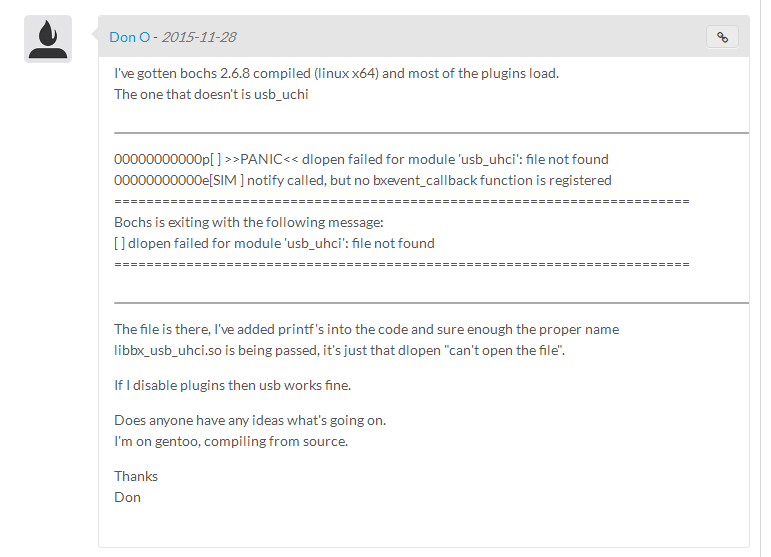 Don O - 2015-11-28
I've gotten bochs 2.6.8 compiled (linux x64) and most of the plugins load.
The one that doesn't is usb_uchi
00000000000p[ ] >>PANIC<< dlopen failed for module 'usb_uhci': file not found
00000000000e[SIM ] notify called, but no bxevent_callback function is registered
========================================================================
Bochs is exiting with the following message:
[ ] dlopen failed for module 'usb_uhci': file not found
========================================================================
The file is there, I've added printf's into the code and sure enough the proper name
libbx_usb_uhci.so is being passed, it's just that dlopen "can't open the file".
If I disable plugins then usb works fine.
Does anyone have any ideas what's going on.
I'm on gentoo, compiling from source.
Thanks
Don